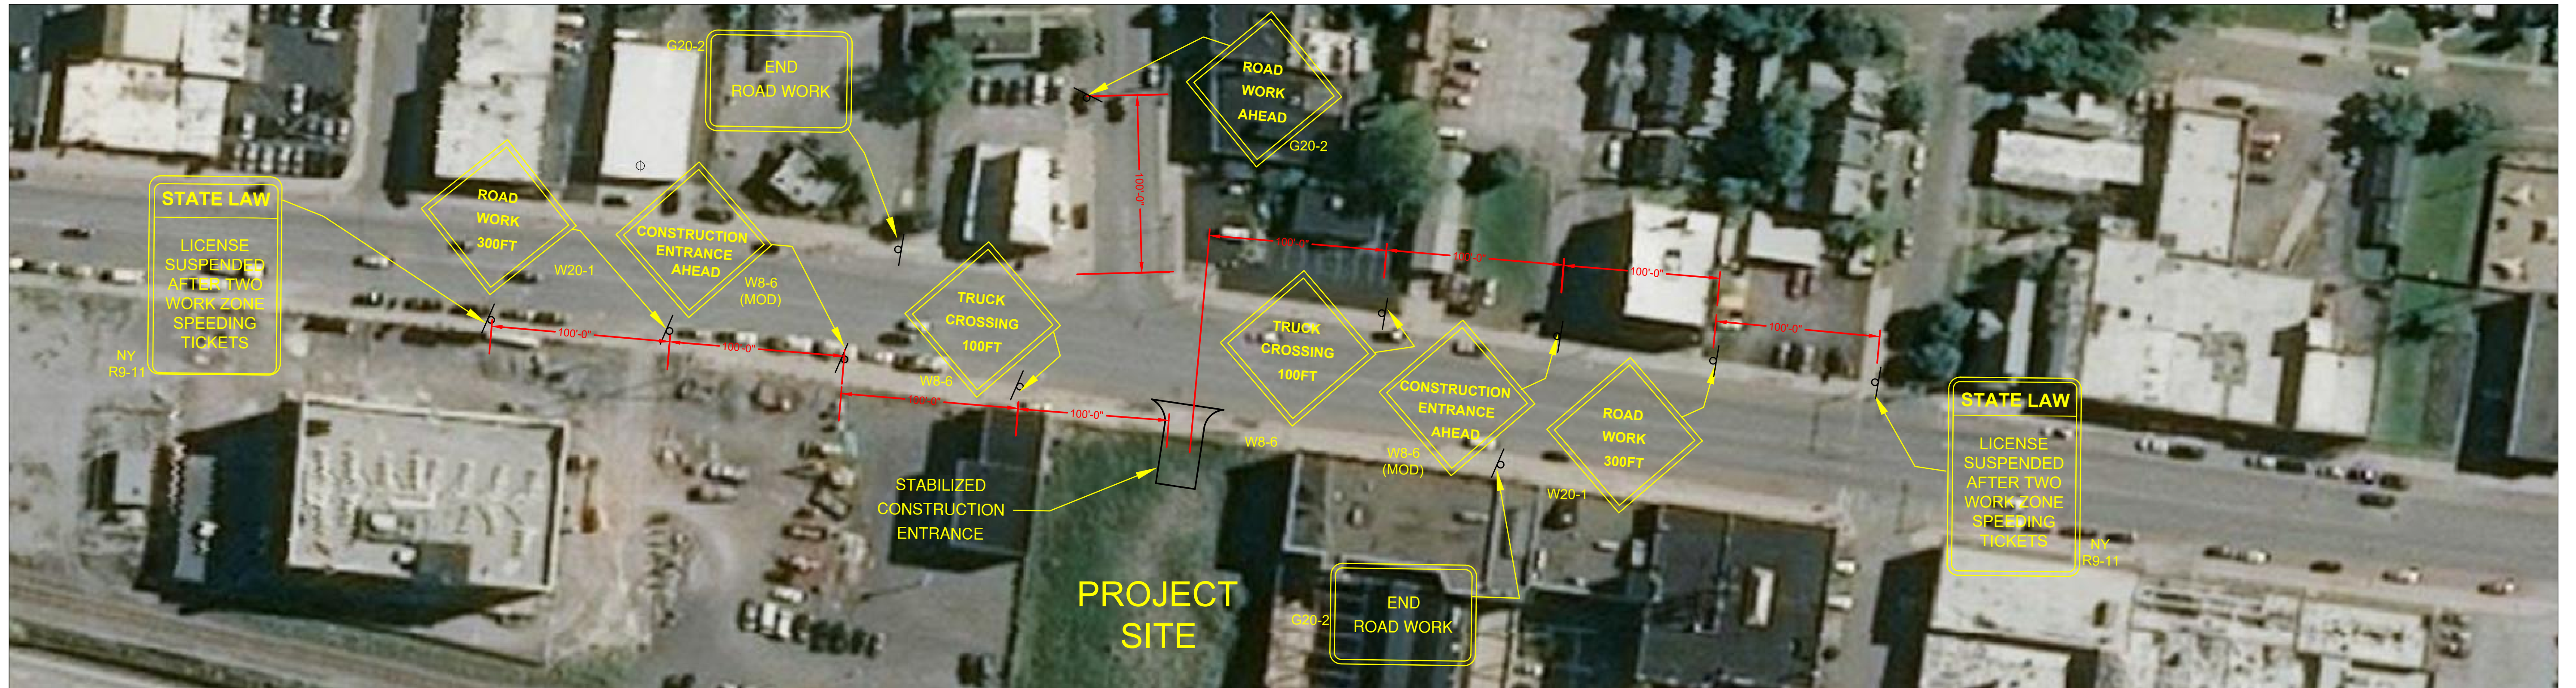 G20-2
END
ROAD WORK
ROAD
WORK
AHEAD
G20-2
100'-0"
STATE LAW
LICENSE
SUSPENDED
AFTER TWO
WORK ZONE
SPEEDING
TICKETS
NY
R9-11
ROAD
WORK
300FT
W20-1
CONSTRUCTION
ENTRANCE
AHEAD
W8-6
(MOD)
TRUCK
CROSSING
100FT
W8-6
100'-0"
100'-0"
100'-0"
100'-0"
100'-0"
100'-0"
100'-0"
100'-0"
TRUCK
CROSSING
100FT
W8-6
CONSTRUCTION
ENTRANCE
AHEAD
W8-6
(MOD)
ROAD
WORK
300FT
W20-1
STATE LAW
LICENSE
SUSPENDED
AFTER TWO
WORK ZONE
SPEEDING
TICKETS
NY
R9-11
STABILIZED
CONSTRUCTION
ENTRANCE
PROJECT
SITE
G20-2
END
ROAD WORK